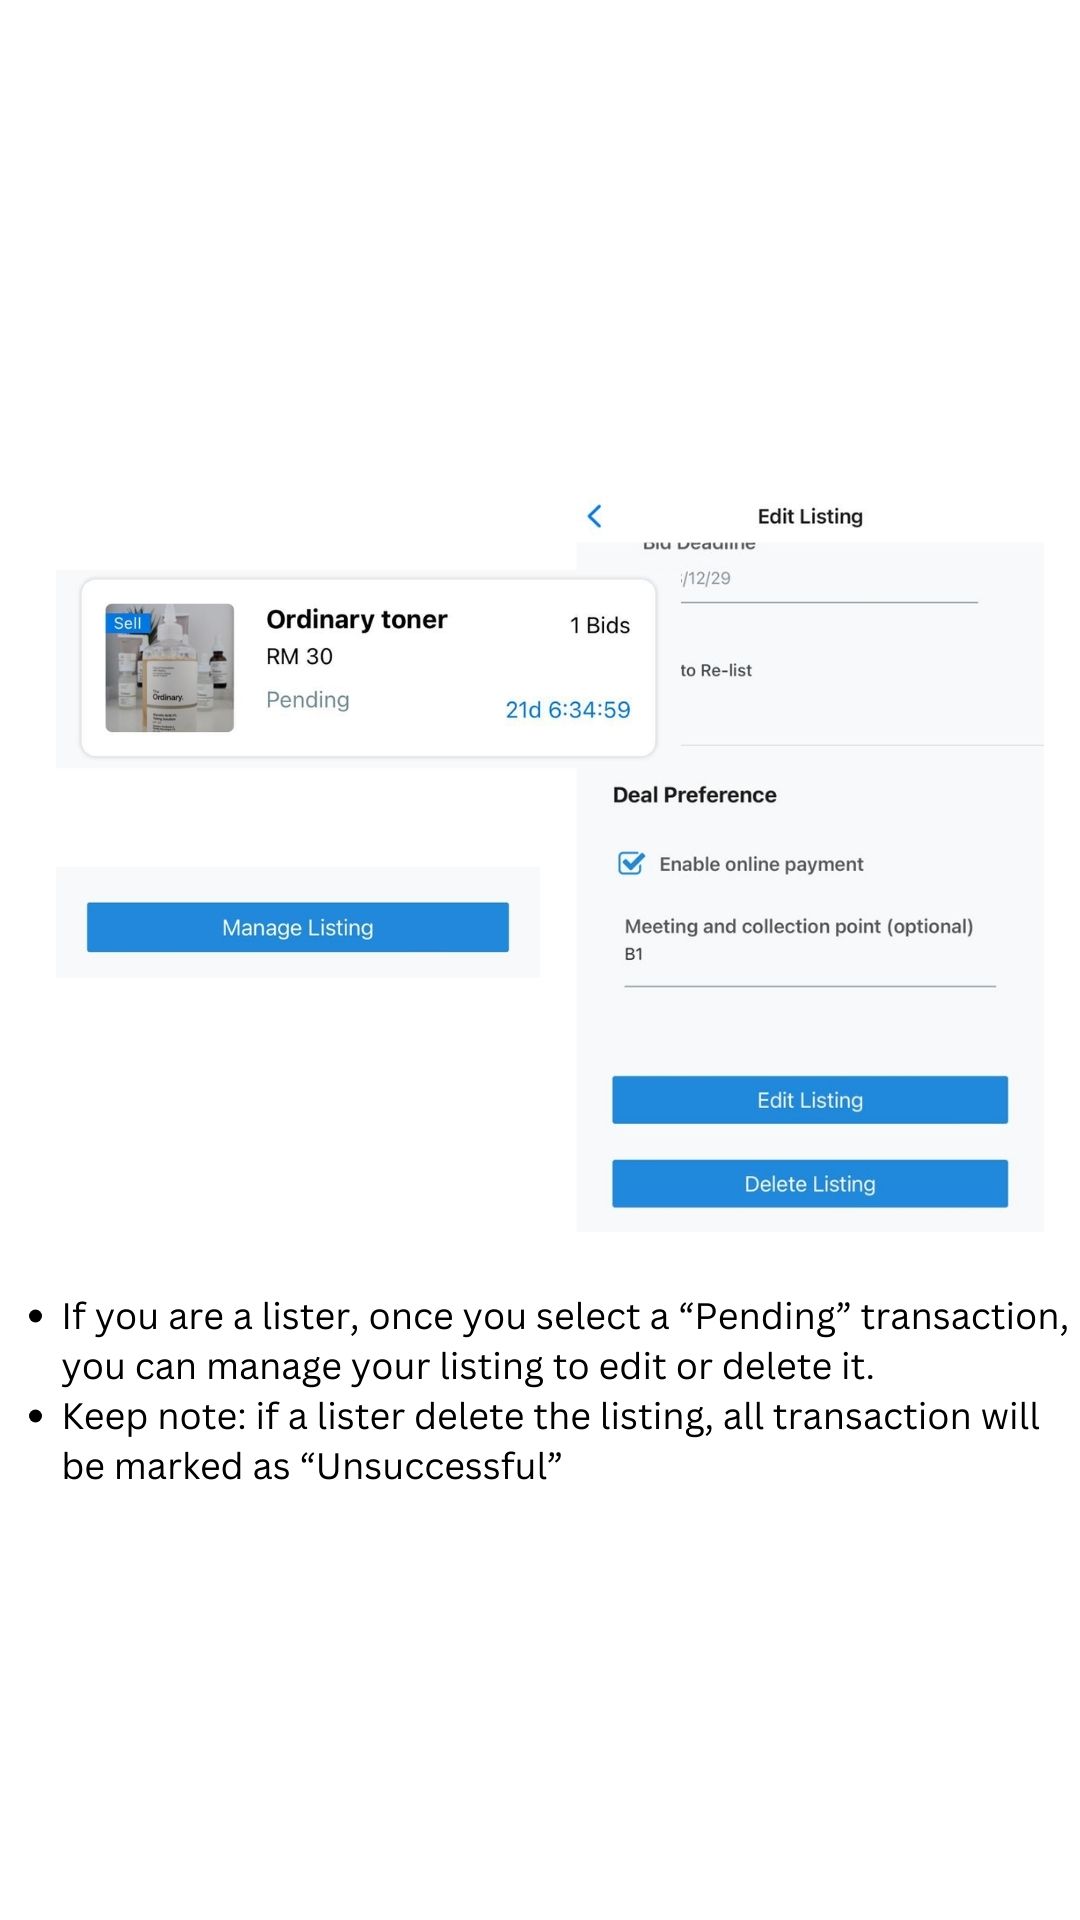 Edit Listing
Bid Deadline
/12/29
to Re-list
Sell
Ordinary.
Ordinary toner
1 Bids
RM 30
Pending
21d 6:34:59
Deal Preference
Enable online payment
Manage Listing
Meeting and collection point (optional)
B1
Edit Listing
Delete Listing
• If you are a lister, once you select a “Pending” transaction,
you can manage your listing to edit or delete it.
• Keep note: if a lister delete the listing, all transaction will
be marked as “Unsuccessful”